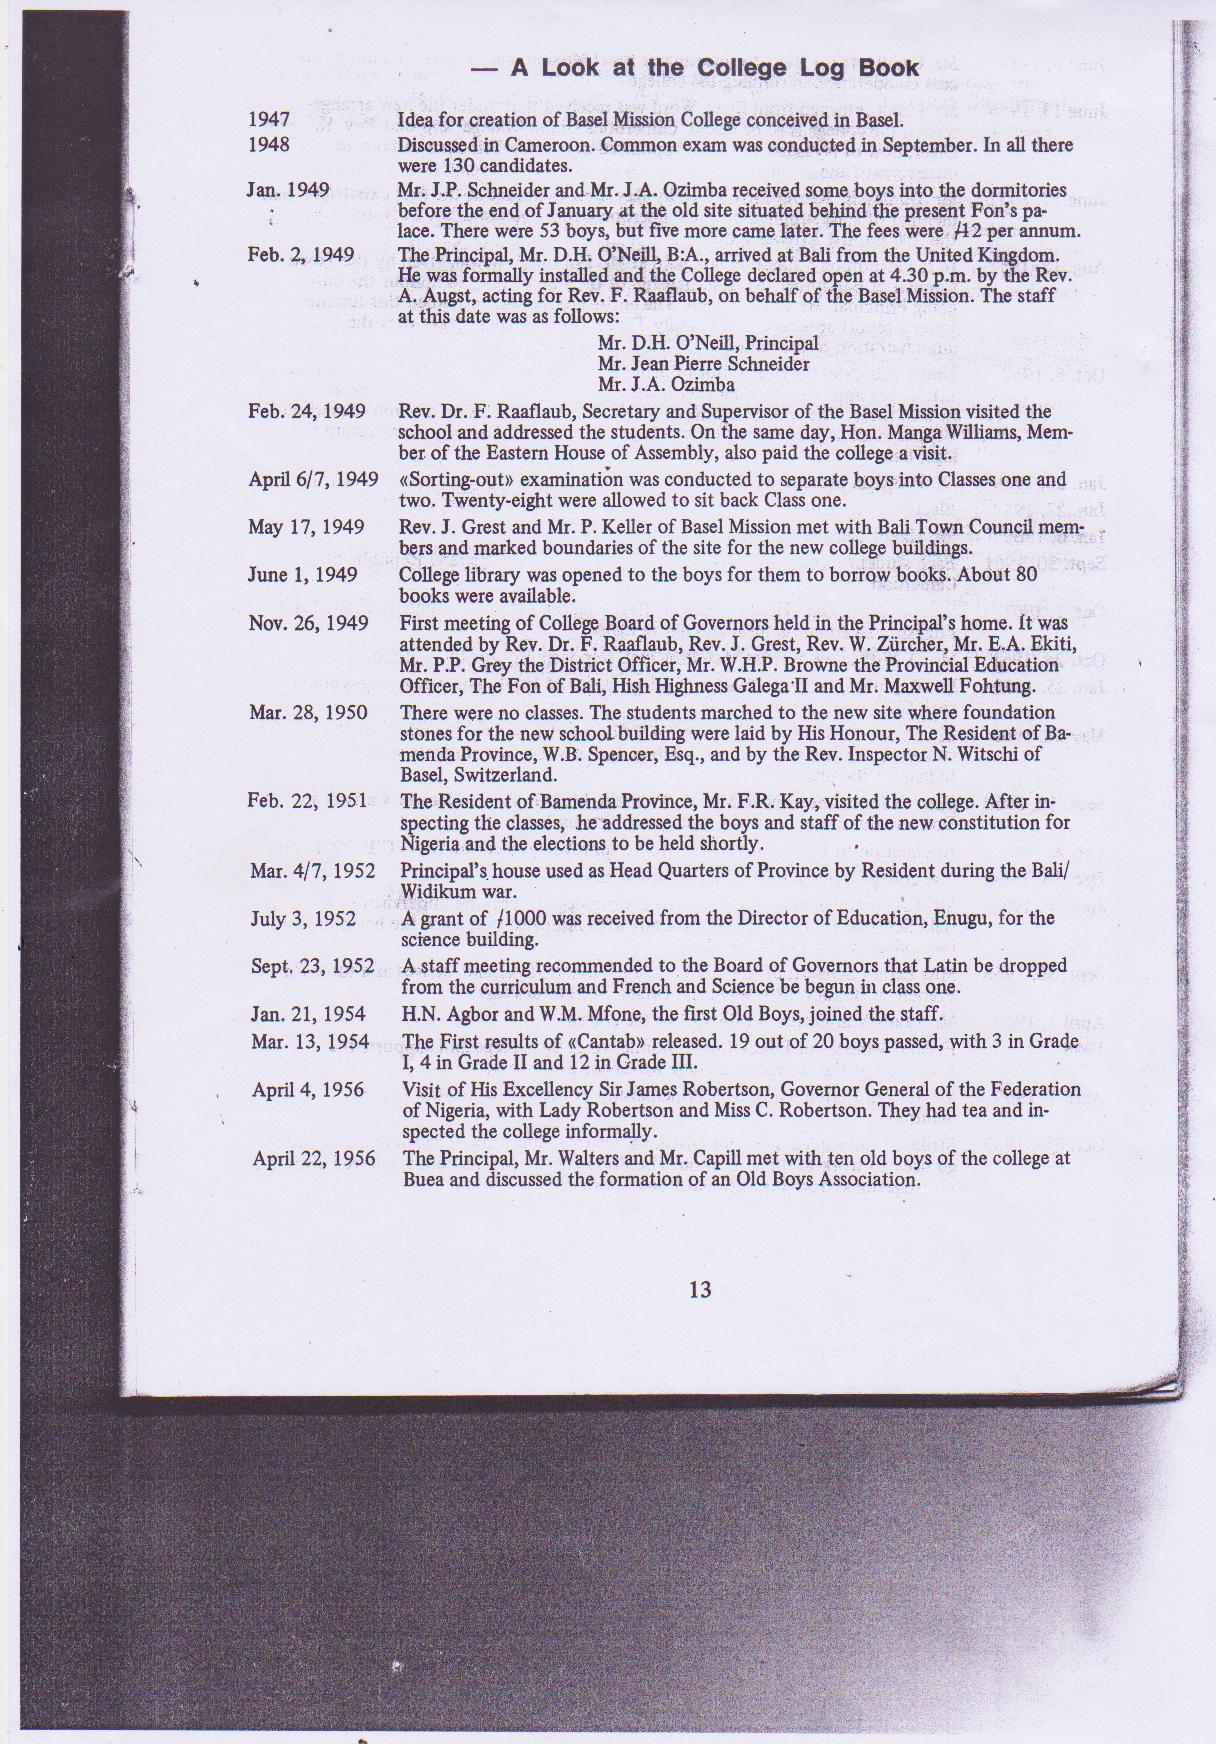 — A Look at the College Log Book
1947 Idea for creation of Basel Mission College conceived in Basel.
1948 Discussed in Cameroon. Common exam was conducted in September. In all there
were 130 candidates.
Jan. 1949 Mr. J.P. Schneider and Mr. J.A. Ozimba received some boys into the dormitories
before the end of January at the old site situated behind the present Fon's pa-
lace. There were 53 boys, but five more came later. The fees were 12 per annum.
Feb. 2, 1949 The Principal, Mr. D.H. O'Neill, B:A., arrived at Bali from the United Kingdom.
He was formally installed and the College declared open at 4.30 p.m. by the Rev.
A. Augst, acting for Rev. F. Raaflaub, on behalf of the Basel Mission. The staff
at this date was as follows:
Mr. D.H. O'Neill, Principal
Mr. Jean Pierre Schneider
Mr. J.A. Ozimba
Feb. 24, 1949 Rev. Dr. F. Raaflaub, Secretary and Supervisor of the Basel Mission visited the
school and addressed the students. On the same day, Hon. Manga Williams, Mem-
ber of the Eastern House of Assembly, also paid the college a visit.
April 6/7, 1949 «Sorting-out» examination was conducted to separate boys into Classes one and
two. Twenty-eight were allowed to sit back Class one.
May 17, 1949 Rev. J. Grest and Mr. P. Keller of Basel Mission met with Bali Town Council mem-
bers and marked boundaries of the site for the new college buildings.
June 1, 1949 College library was opened to the boys for them to borrow books. About 80
books were available.
Nov. 26, 1949 First meeting of College Board of Governors held in the Principal's home. It was
attended by Rev. Dr. F. Raaflaub, Rev. J. Grest, Rev. W. Zürcher, Mr. E.A. Ekiti,
Mr. P.P. Grey the District Officer, Mr. W.H.P. Browne the Provincial Education
Officer, The Fon of Bali, Hish Highness Galega II and Mr. Maxwell Fohtung.
Mar. 28, 1950 There were no classes. The students marched to the new site where foundation
stones for the new school building were laid by His Honour, The Resident of Ba-
menda Province, W.B. Spencer, Esq., and by the Rev. Inspector N. Witschi of
Basel, Switzerland.
Feb. 22, 1951 The Resident of Bamenda Province, Mr. F.R. Kay, visited the college. After in-
specting the classes, he addressed the boys and staff of the new constitution for
Nigeria and the elections to be held shortly.
Mar. 4/7, 1952 Principal's house used as Head Quarters of Province by Resident during the Bali/
Widikum war.
July 3, 1952 A grant of /1000 was received from the Director of Education, Enugu, for the
science building.
Sept. 23, 1952 A staff meeting recommended to the Board of Governors that Latin be dropped
from the curriculum and French and Science be begun in class one.
Jan. 21, 1954 H.N. Agbor and W.M. Mfone, the first Old Boys, joined the staff.
Mar. 13, 1954 The First results of «Cantab» released. 19 out of 20 boys passed, with 3 in Grade
I, 4 in Grade II and 12 in Grade III.
April 4, 1956 Visit of His Excellency Sir James Robertson, Governor General of the Federation
of Nigeria, with Lady Robertson and Miss C. Robertson. They had tea and in-
spected the college informally.
April 22, 1956 The Principal, Mr. Walters and Mr. Capill met with ten old boys of the college at
Buea and discussed the formation of an Old Boys Association.
13